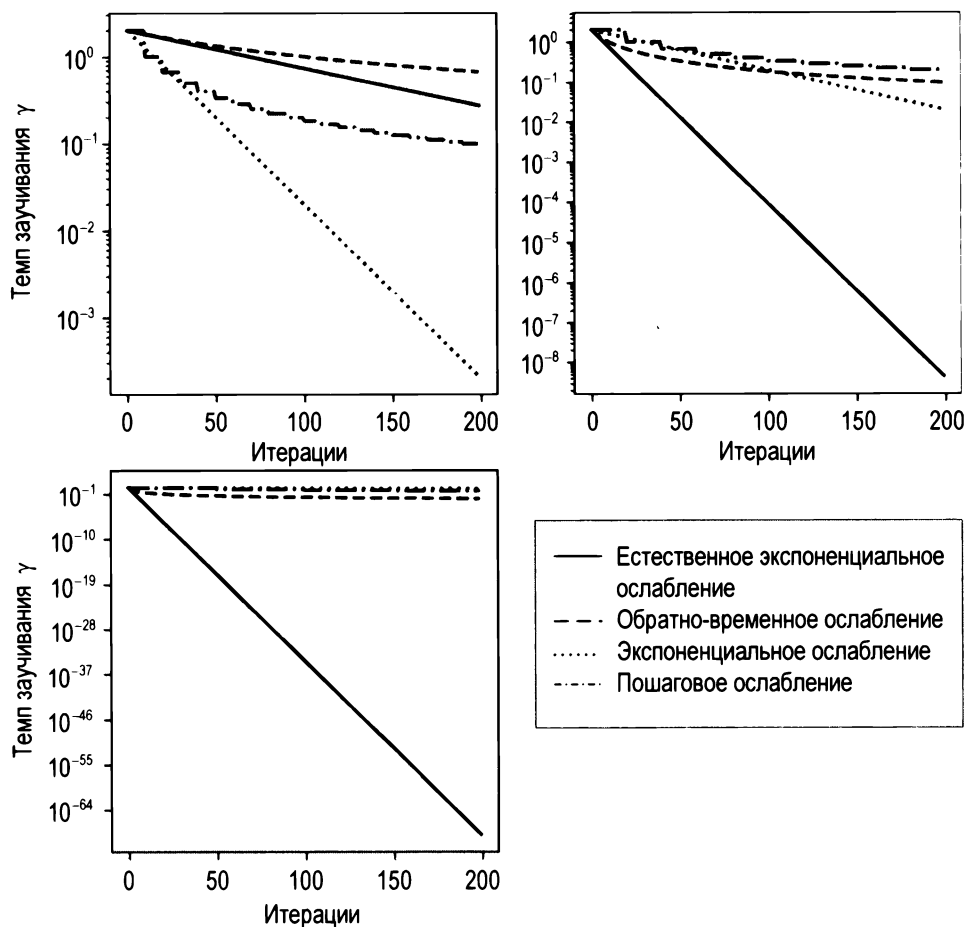 10⁰
10⁻¹
10⁻²
10⁻³
Темп заучивания γ
0 50 100 150 200
Итерации
10⁰
10⁻¹
10⁻²
10⁻³
10⁻⁴
10⁻⁵
10⁻⁶
10⁻⁷
10⁻⁸
0 50 100 150 200
Итерации
10⁻¹
10⁻¹⁰
10⁻¹⁹
10⁻²⁸
10⁻³⁷
10⁻⁴⁶
10⁻⁵⁵
10⁻⁶⁴
Темп заучивания γ
0 50 100 150 200
Итерации
Естественное экспоненциальное
ослабление
Обратно-временное ослабление
Экспоненциальное ослабление
Пошаговое ослабление